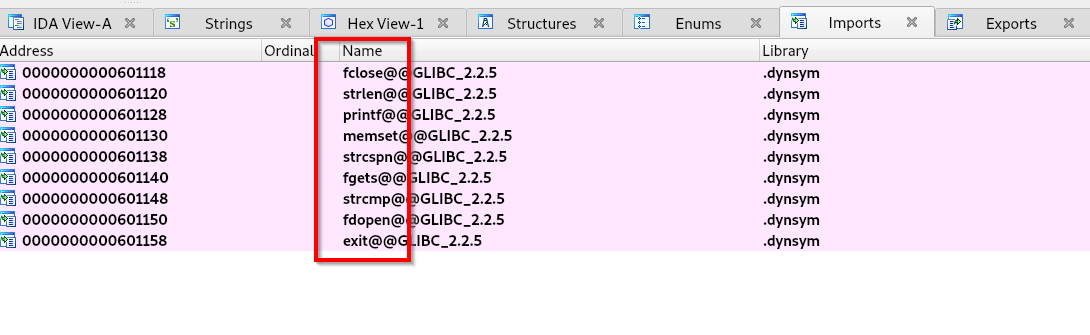 IDA View-A Strings Hex View-1 Structures Enums Imports Exports
Address Ordinal Name Library
0000000000601118 fclose@@GLIBC_2.2.5 .dynsym
0000000000601120 strlen@@GLIBC_2.2.5 .dynsym
0000000000601128 printf@@GLIBC_2.2.5 .dynsym
0000000000601130 memset@@GLIBC_2.2.5 .dynsym
0000000000601138 strcspn@@GLIBC_2.2.5 .dynsym
0000000000601140 fgets@@GLIBC_2.2.5 .dynsym
0000000000601148 strcmp@@GLIBC_2.2.5 .dynsym
0000000000601150 fdopen@@GLIBC_2.2.5 .dynsym
0000000000601158 exit@@GLIBC_2.2.5 .dynsym